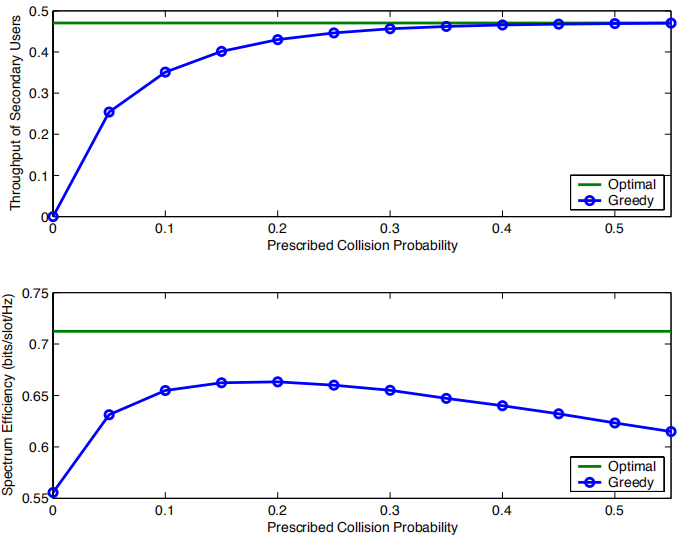 0.5
0.4
0.3
0.2
0.1
0
Throughput of Secondary Users
Optimal
Greedy
0 0.1 0.2 0.3 0.4 0.5
Prescribed Collision Probability
0.75
0.7
0.65
0.6
0.55
Spectrum Efficiency (bits/slot/Hz)
Optimal
Greedy
0 0.1 0.2 0.3 0.4 0.5
Prescribed Collision Probability